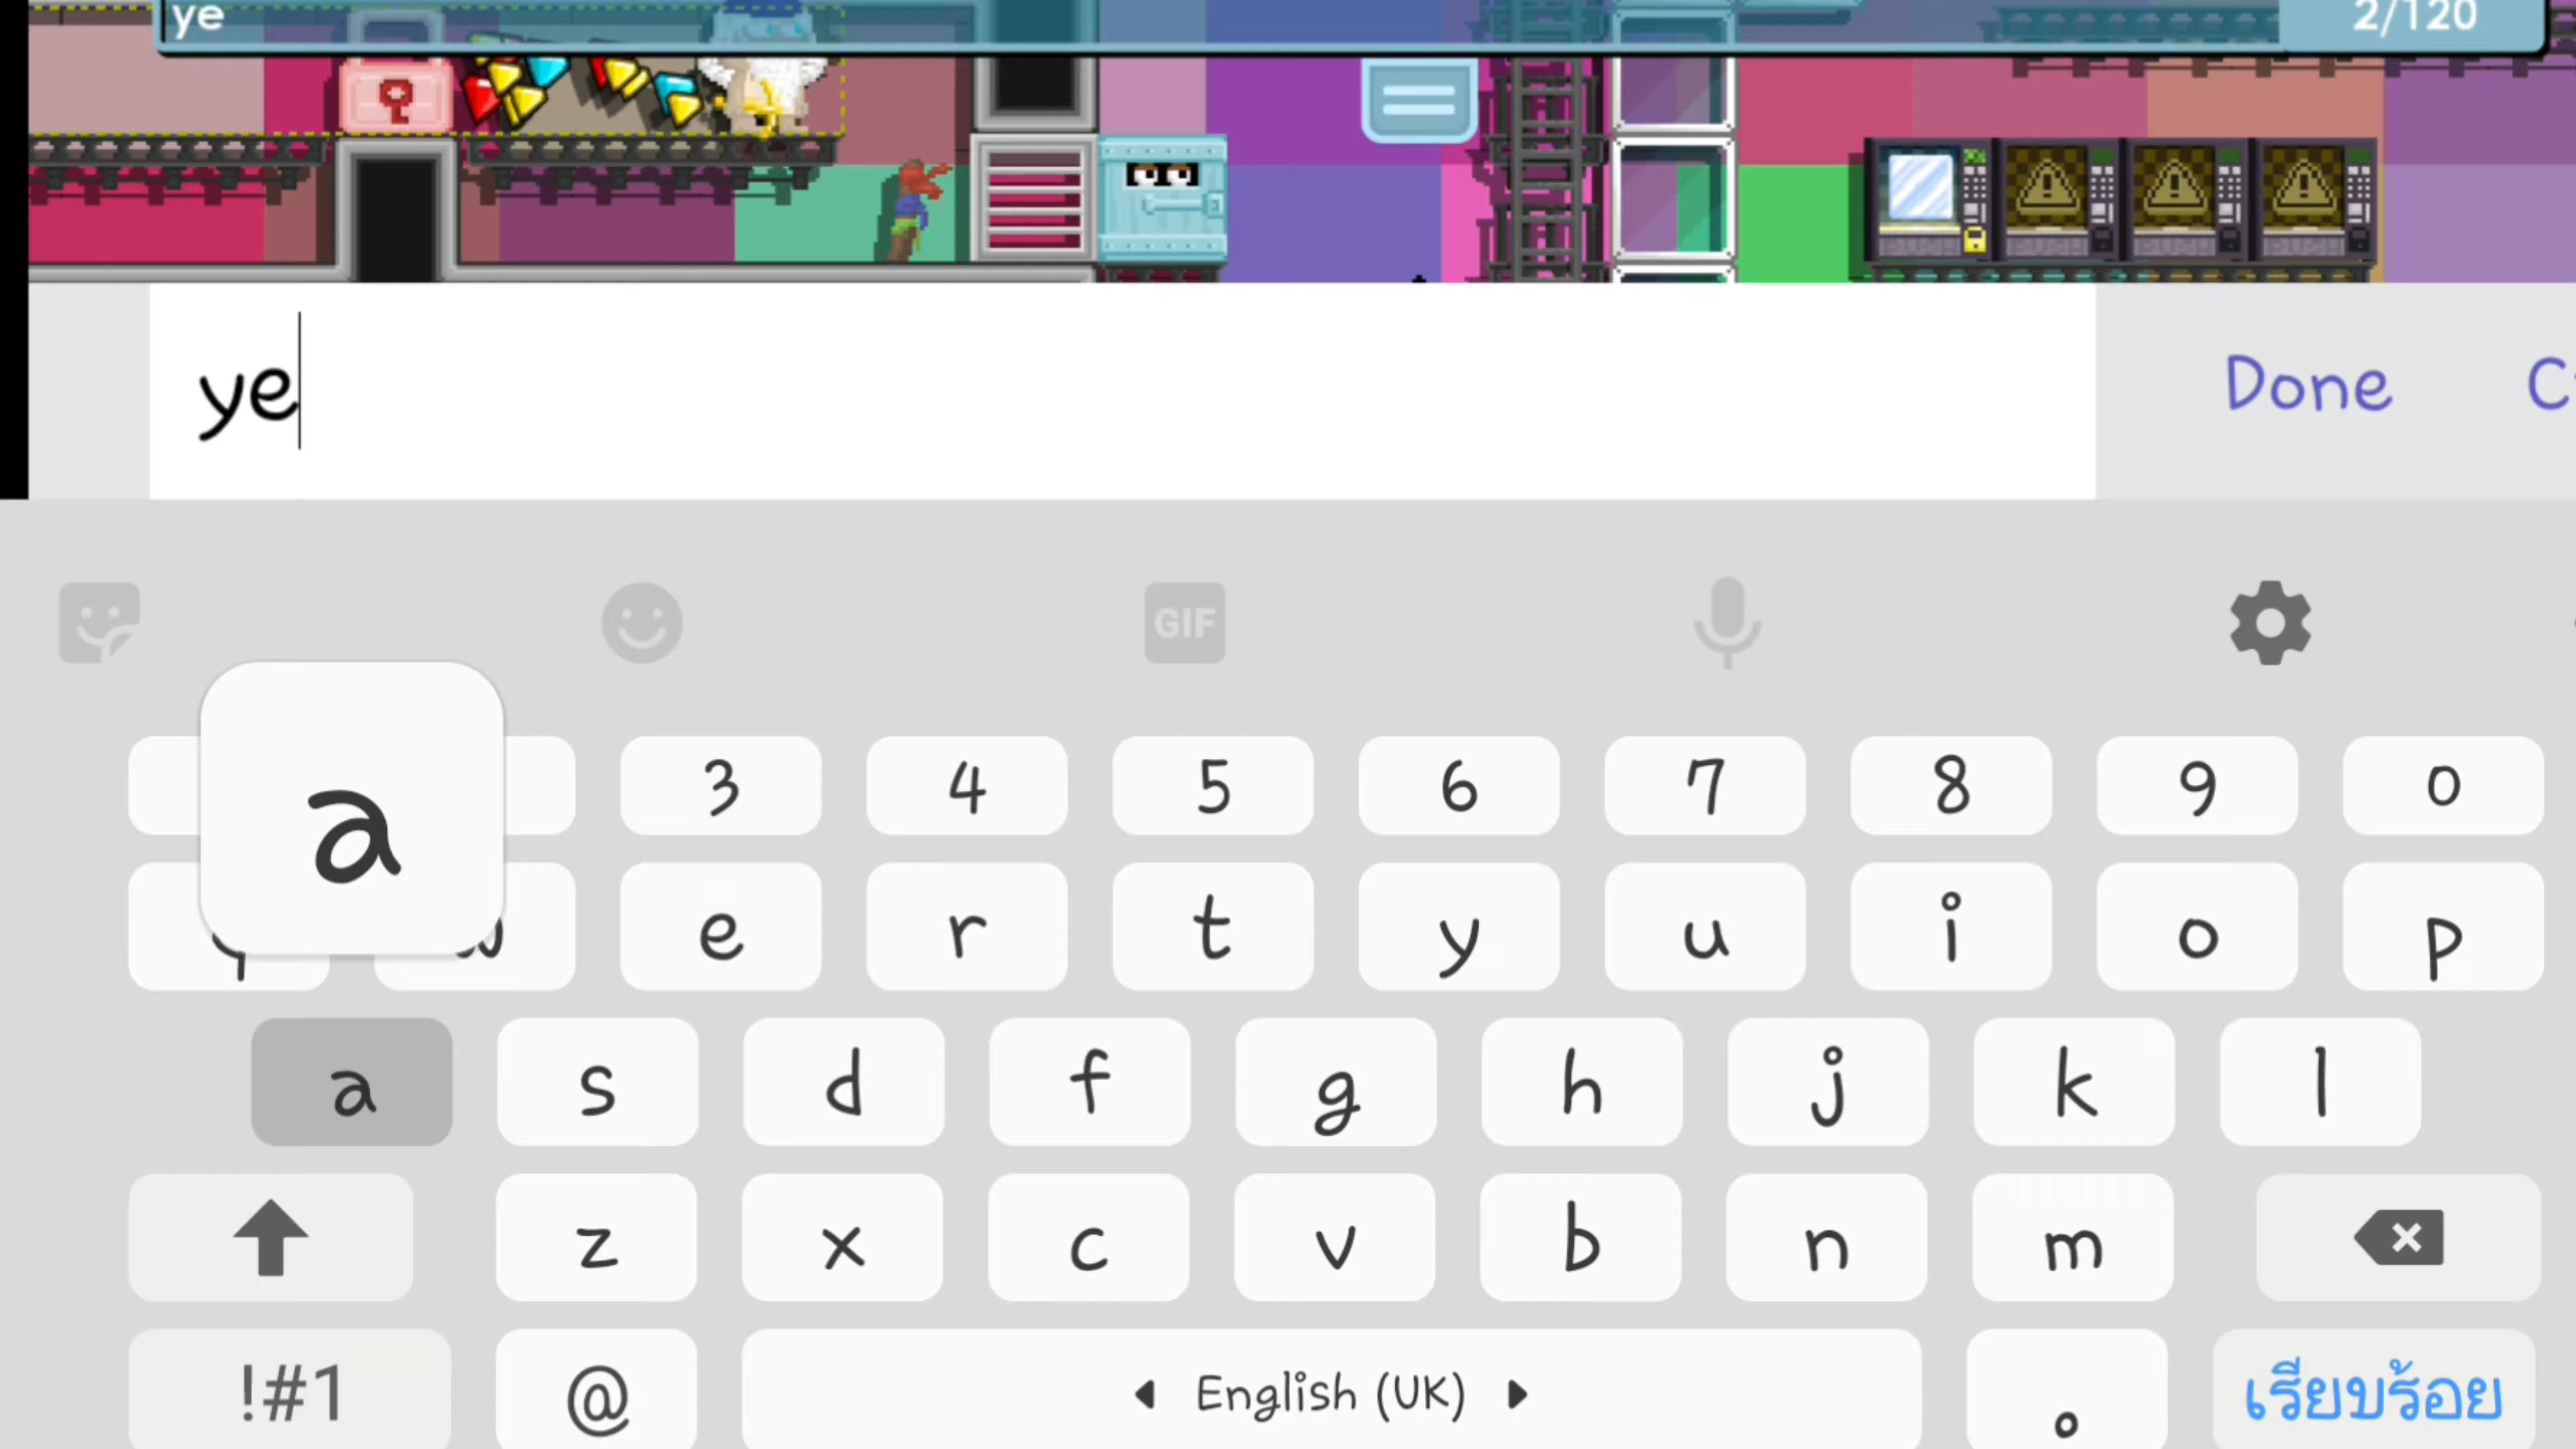 ye 2/120
ye Done
GIF
a
3 4 5 6 7 8 9 0
e r t y u i o p
a s d f g h j k l
z x c v b n m
!#1 @ English (UK) . เรียบร้อย